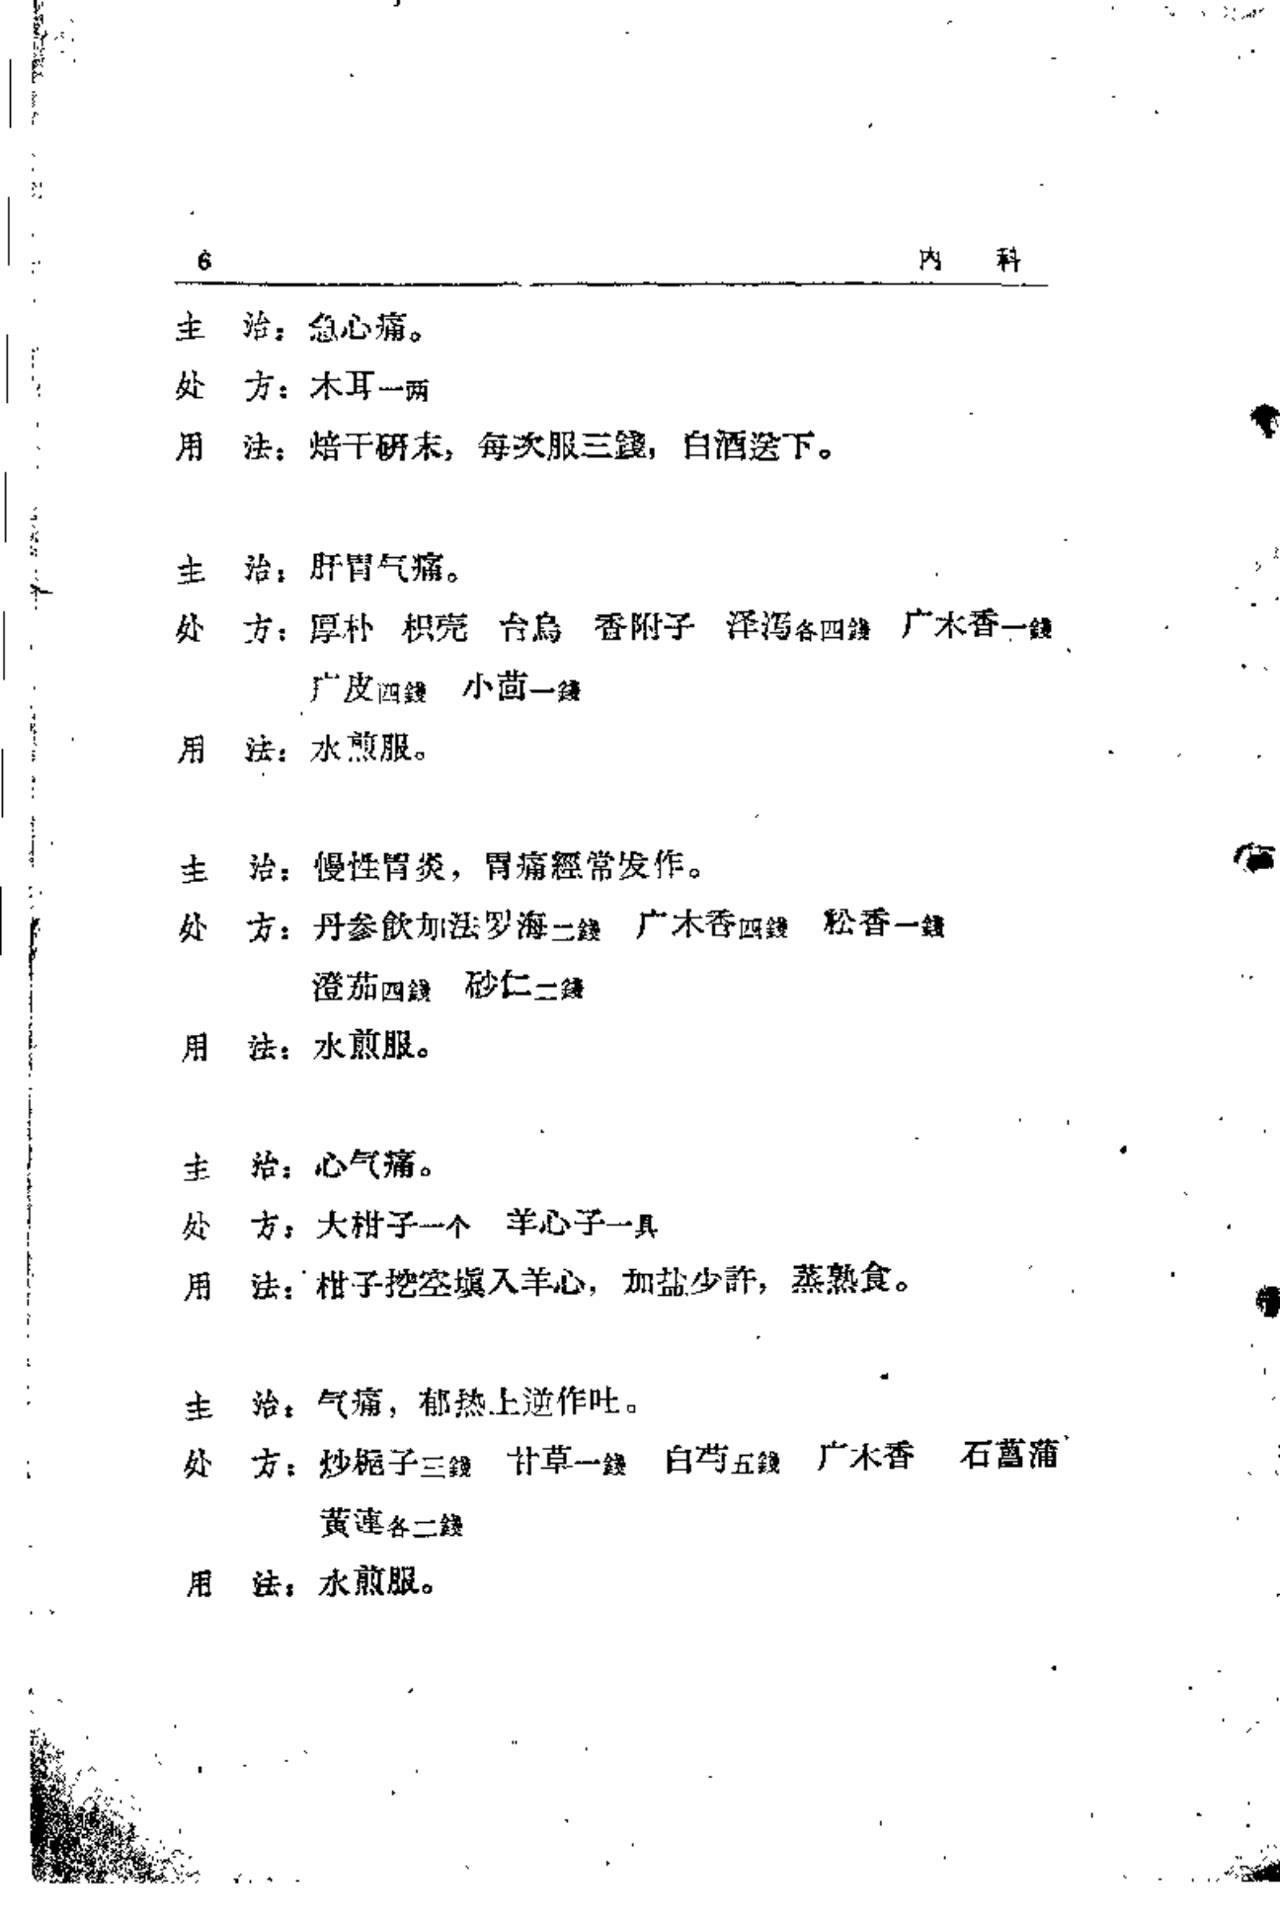 6 内 科
主 治：急心痛。
处 方：木耳一两
用 法：焙干研末，每次服三錢，白酒送下。
主 治：肝胃气痛。
处 方：厚朴 枳壳 台烏 香附子 泽泻各四錢 广木香一錢
广皮四錢 小茴一錢
用 法：水煎服。
主 治：慢性胃炎，胃痛經常发作。
处 方：丹参飲加法罗海二錢 广木香四錢 松香一錢
澄茄四錢 砂仁二錢
用 法：水煎服。
主 治：心气痛。
处 方：大柑子一个 羊心子一具
用 法：柑子挖空塡入羊心，加盐少許，蒸熟食。
主 治：气痛，郁热上逆作吐。
处 方：炒梔子三錢 甘草一錢 白芍五錢 广木香 石菖蒲
黄連各二錢
用 法：水煎服。